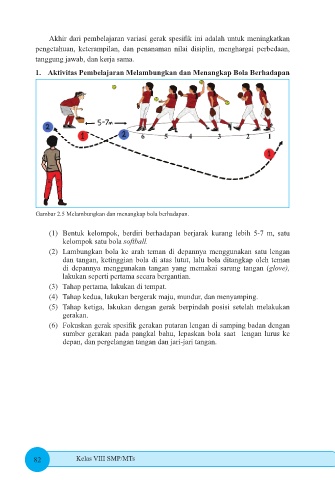 Akhir dari pembelajaran variasi gerak spesifik ini adalah untuk meningkatkan
pengetahuan, keterampilan, dan penanaman nilai disiplin, menghargai perbedaan,
tanggung jawab, dan kerja sama.
1. Aktivitas Pembelajaran Melambungkan dan Menangkap Bola Berhadapan
5-7m
2
1
2
6 5 4 3 2 1
1
Gambar 2.5 Melambungkan dan menangkap bola berhadapan.
(1) Bentuk kelompok, berdiri berhadapan berjarak kurang lebih 5-7 m, satu
kelompok satu bola softball.
(2) Lambungkan bola ke arah teman di depannya menggunakan satu lengan
dan tangan, ketinggian bola di atas lutut, lalu bola ditangkap oleh teman
di depannya menggunakan tangan yang memakai sarung tangan (glove),
lakukan seperti pertama secara bergantian.
(3) Tahap pertama, lakukan di tempat.
(4) Tahap kedua, lakukan bergerak maju, mundur, dan menyamping.
(5) Tahap ketiga, lakukan dengan gerak berpindah posisi setelah melakukan
gerakan.
(6) Fokuskan gerak spesifik gerakan putaran lengan di samping badan dengan
sumber gerakan pada pangkal bahu, lepaskan bola saat lengan lurus ke
depan, dan pergelangan tangan dan jari-jari tangan.
82 Kelas VIII SMP/MTs